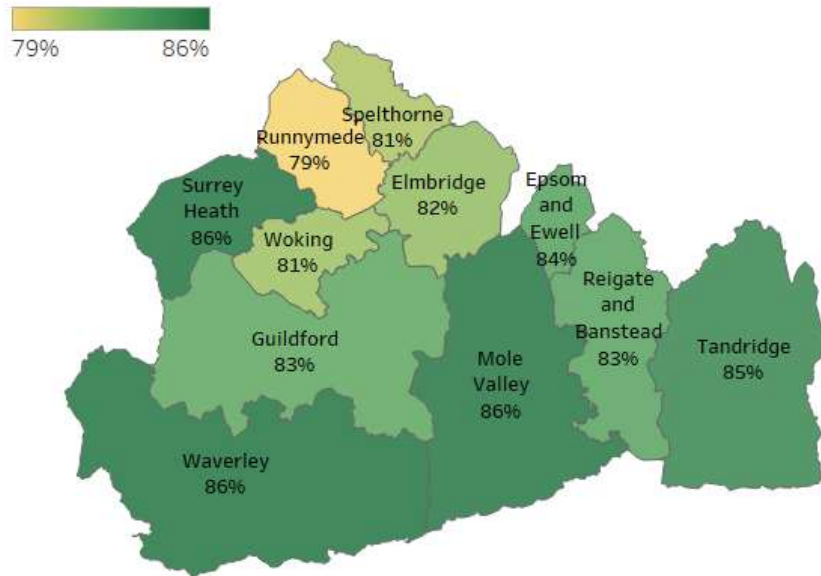 79%
86%
Spelthorne
81%
Runnymede
79%
Elmbridge
82%
Epsom
and
Ewell
84%
Surrey
Heath
86%
Woking
81%
Reigate
and
Banstead
83%
Guildford
83%
Mole
Valley
86%
Tandridge
85%
Waverley
86%